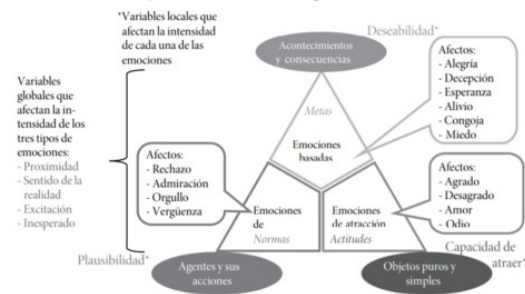 *Variables locales que
afectan la intensidad
de cada una de las
emociones
Deseabilidad*
Acontecimientos
y consecuencias
Variables
globales que
afectan la in-
tensidad de los
tres tipos de
emociones:
- Proximidad
- Sentido de la
realidad
- Excitación
- Inesperado
Afectos:
- Alegría
- Decepción
- Esperanza
- Alivio
- Congoja
- Miedo
Metas
Emociones
basadas
Afectos:
- Rechazo
- Admiración
- Orgullo
- Vergüenza
Afectos:
- Agrado
- Desagrado
- Amor
- Odio
Emociones
de
Normas
Emociones
de atracción
Actitudes
Plausibilidad*
Agentes y sus
acciones
Objetos puros y
simples
Capacidad de
atraer*